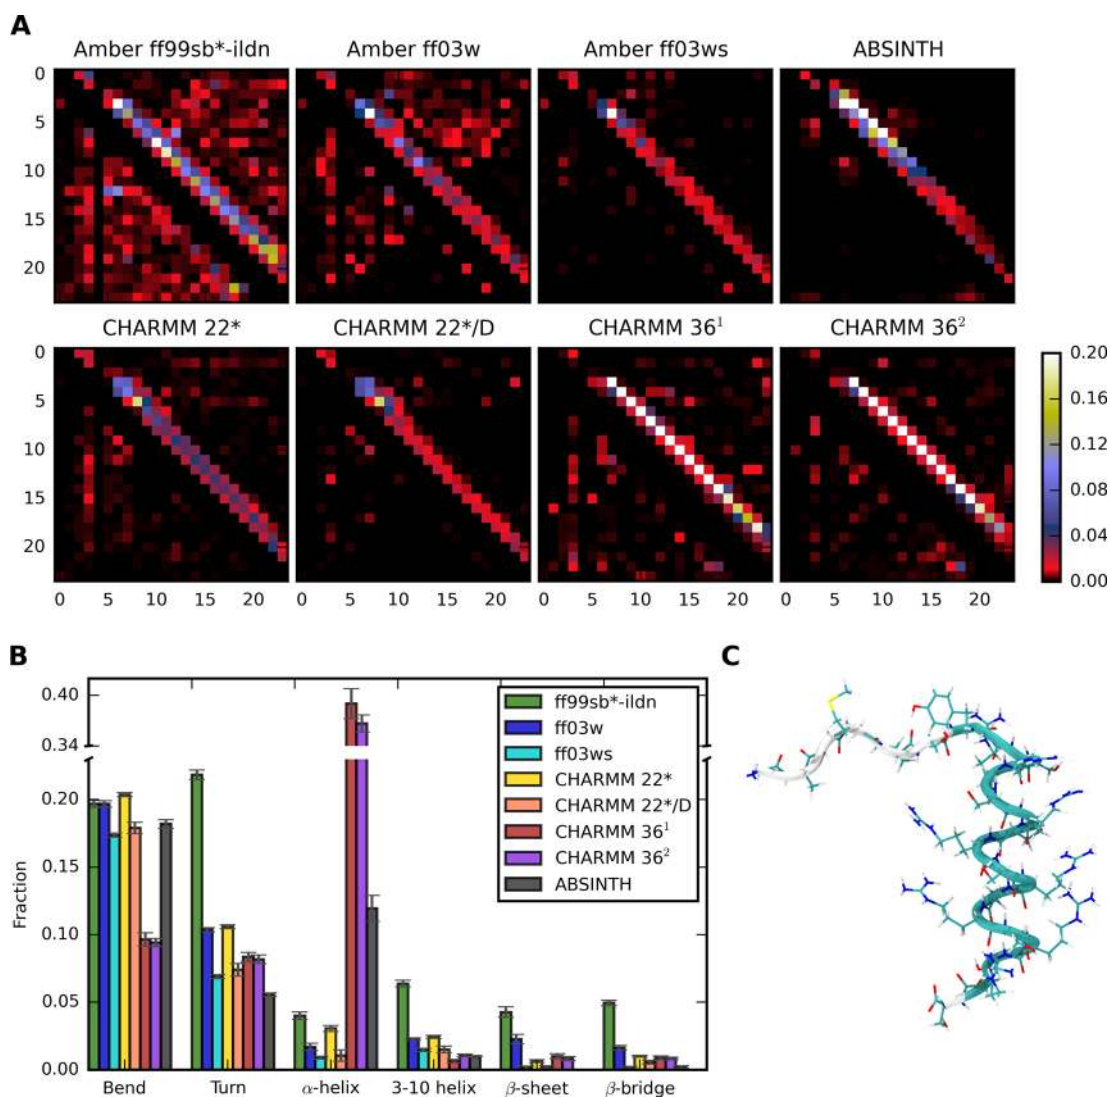 A
Amber ff99sb*-ildn Amber ff03w Amber ff03ws ABSINTH
0
5
10
15
20
CHARMM 22* CHARMM 22*/D CHARMM 36¹ CHARMM 36²
0
5
10
15
20
0 5 10 15 20 0 5 10 15 20 0 5 10 15 20 0 5 10 15 20
0.20
0.16
0.12
0.08
0.04
0.00
B
C
0.40
0.34
0.20
0.15
0.10
0.05
0.00
Fraction
ff99sb*-ildn
ff03w
ff03ws
CHARMM 22*
CHARMM 22*/D
CHARMM 36¹
CHARMM 36²
ABSINTH
Bend Turn α-helix 3-10 helix β-sheet β-bridge